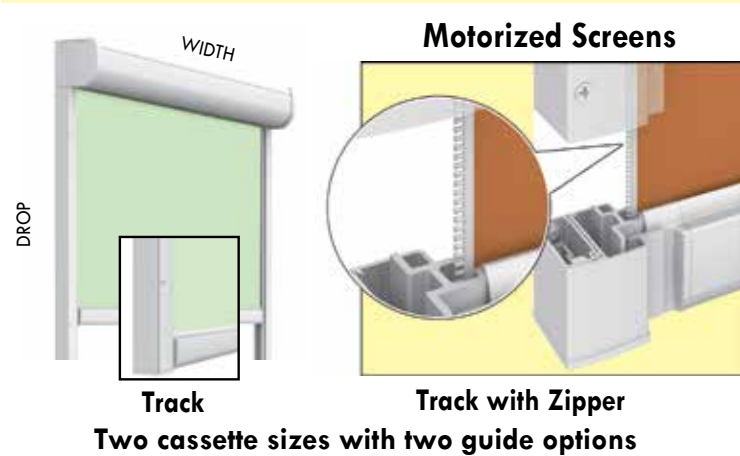 Motorized Screens
WIDTH
DROP
Track
Track with Zipper
Two cassette sizes with two guide options